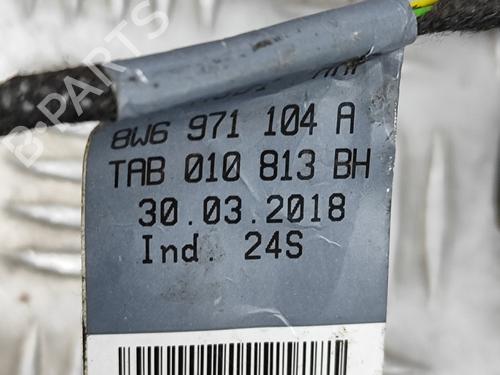 B-PARTS
8W6 971 104 A
TAB 010 813 BH
30.03.2018
Ind. 24S